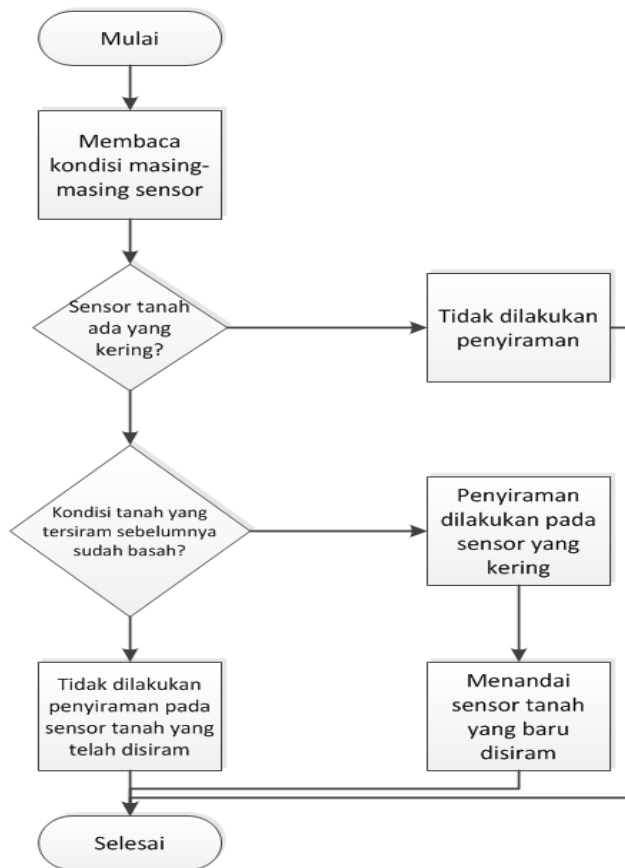 Mulai
Membaca
kondisi masing-
masing sensor
Sensor tanah
ada yang
kering?
Tidak dilakukan
penyiraman
Kondisi tanah yang
tersiram sebelumnya
sudah basah?
Penyiraman
dilakukan pada
sensor yang
kering
Tidak dilakukan
penyiraman pada
sensor tanah yang
telah disiram
Menandai
sensor tanah
yang baru
disiram
Selesai